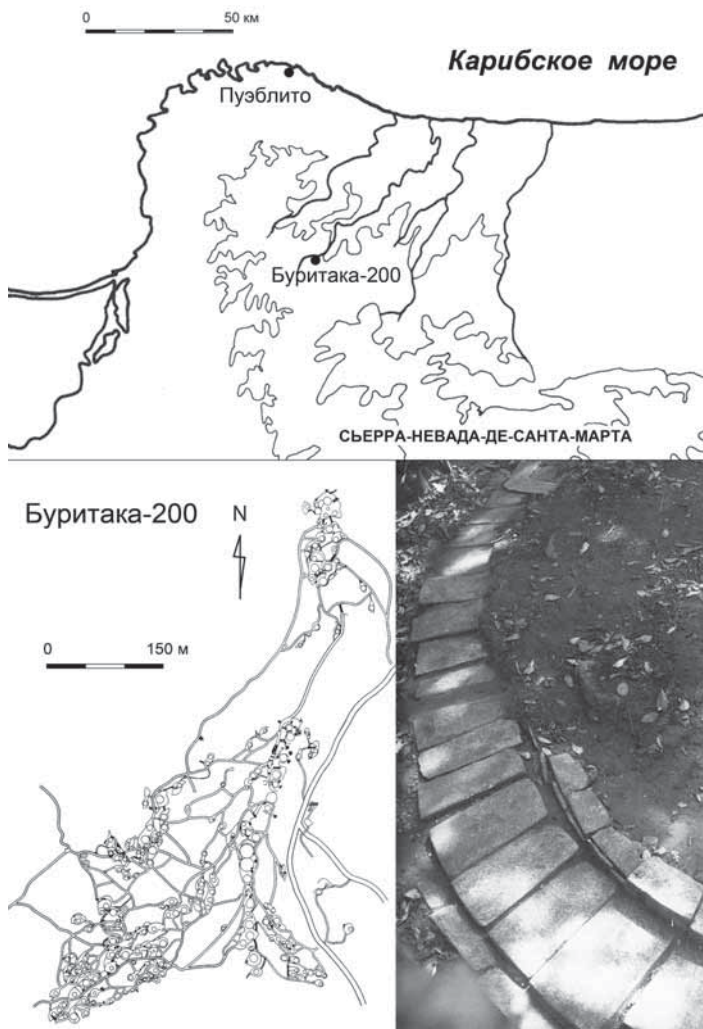 0 50 км
Карибское море
Пуэблито
Буритака-200
СЬЕРРА-НЕВАДА-ДЕ-САНТА-МАРТА
Буритака-200 N
0 150 м